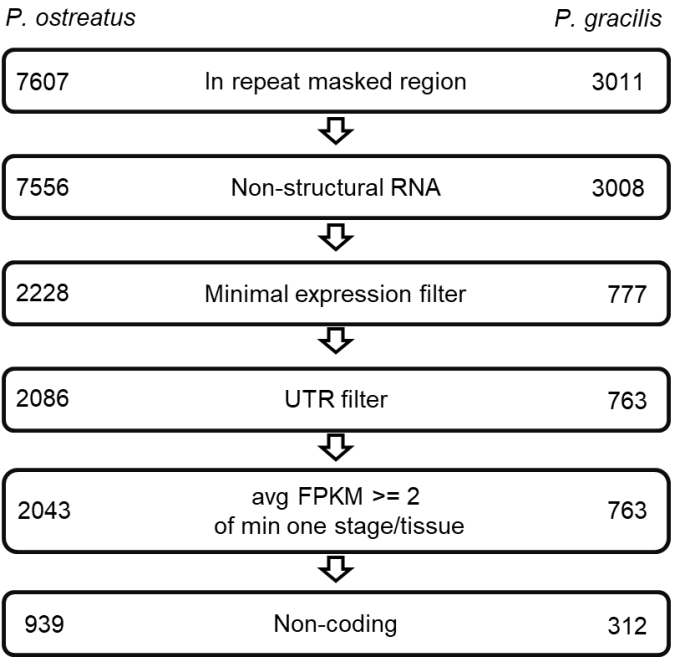 P. ostreatus P. gracilis
7607 In repeat masked region 3011
7556 Non-structural RNA 3008
2228 Minimal expression filter 777
2086 UTR filter 763
avg FPKM >= 2
2043 763
of min one stage/tissue
939 Non-coding 312